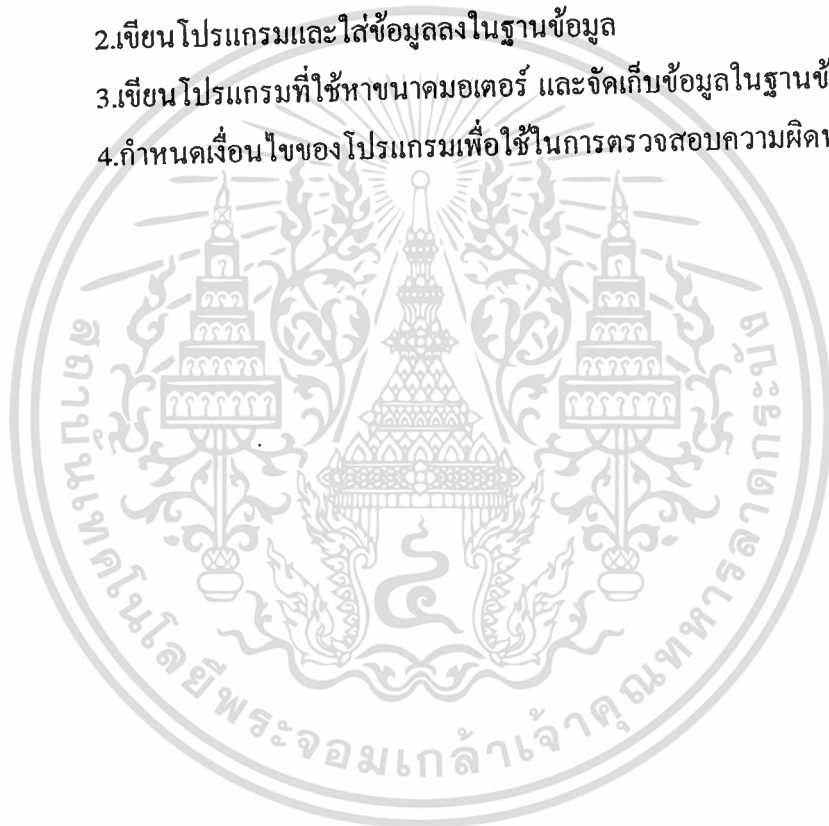 2.เขียนโปรแกรมและใส่ข้อมูลลงในฐานข้อมูล
3.เขียนโปรแกรมที่ใช้หาขนาดมอเตอร์ และจัดเก็บข้อมูลในฐานข้
4.กำหนดเงื่อนไขของโปรแกรมเพื่อใช้ในการตรวจสอบความผิดพ
สถาบันเทคโนโลยีพระจอมเกล้าเจ้าคุณทหารลาดกระบัง